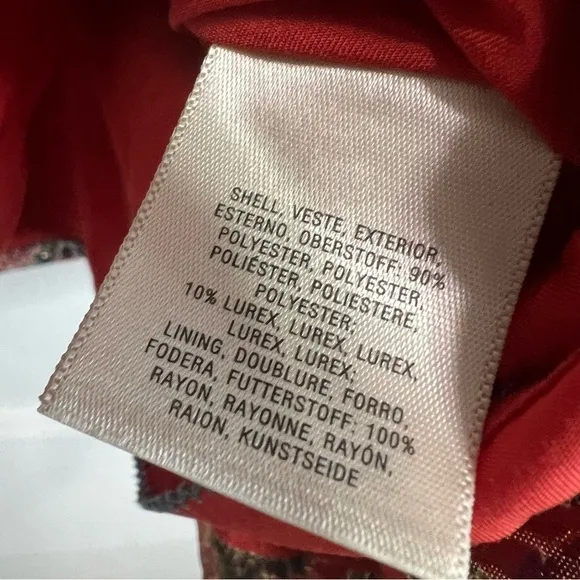 SHELL, VESTE, EXTERIOR,
ESTERNO OBERSTOFF: 90%
POLYESTER, POLYESTER,
POLIÉSTER, POLIESTERE,
POLYESTER;
10% LUREX, LUREX, LUREX,
LUREX, LUREX,
LINING, DOUBLURE, FORRO,
FODERA, FUTTERSTOFF: 100%
RAYON, RAYONNE, RAYÓN,
RAION, KUNSTSEIDE